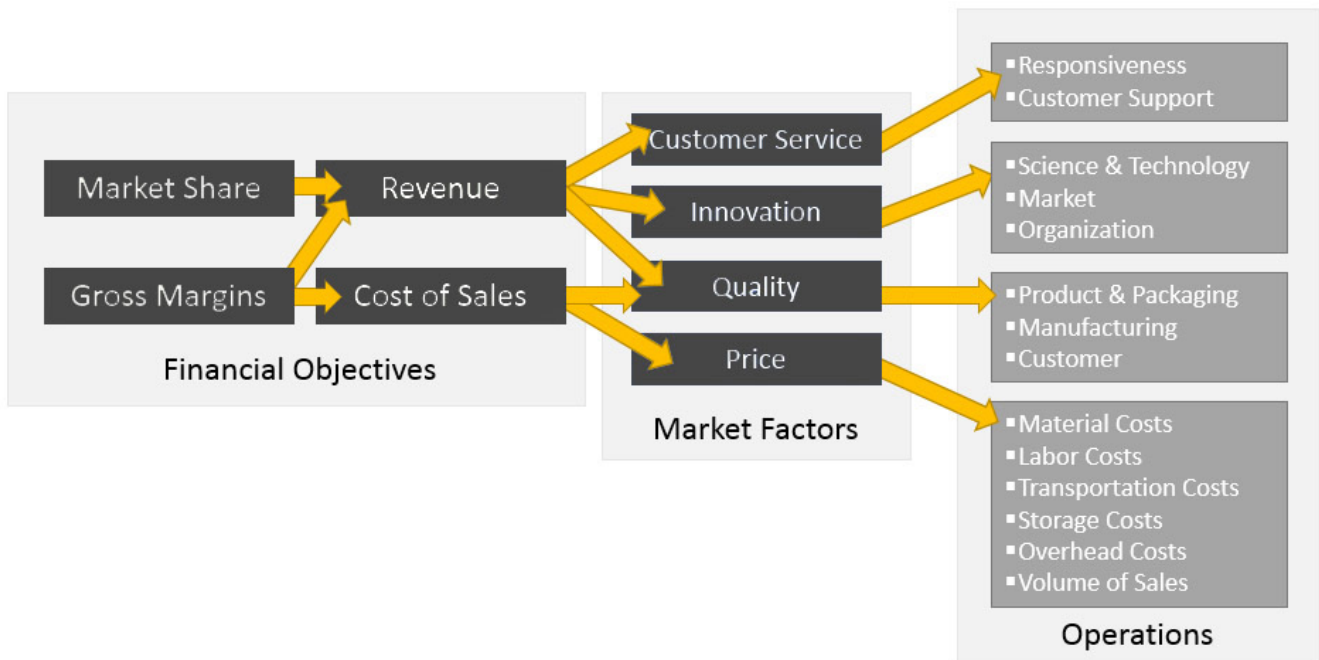 Market Share
Revenue
Gross Margins
Cost of Sales
Financial Objectives
Customer Service
Innovation
Quality
Price
Market Factors
▪Responsiveness
▪Customer Support
▪Science & Technology
▪Market
▪Organization
▪Product & Packaging
▪Manufacturing
▪Customer
▪Material Costs
▪Labor Costs
▪Transportation Costs
▪Storage Costs
▪Overhead Costs
▪Volume of Sales
Operations